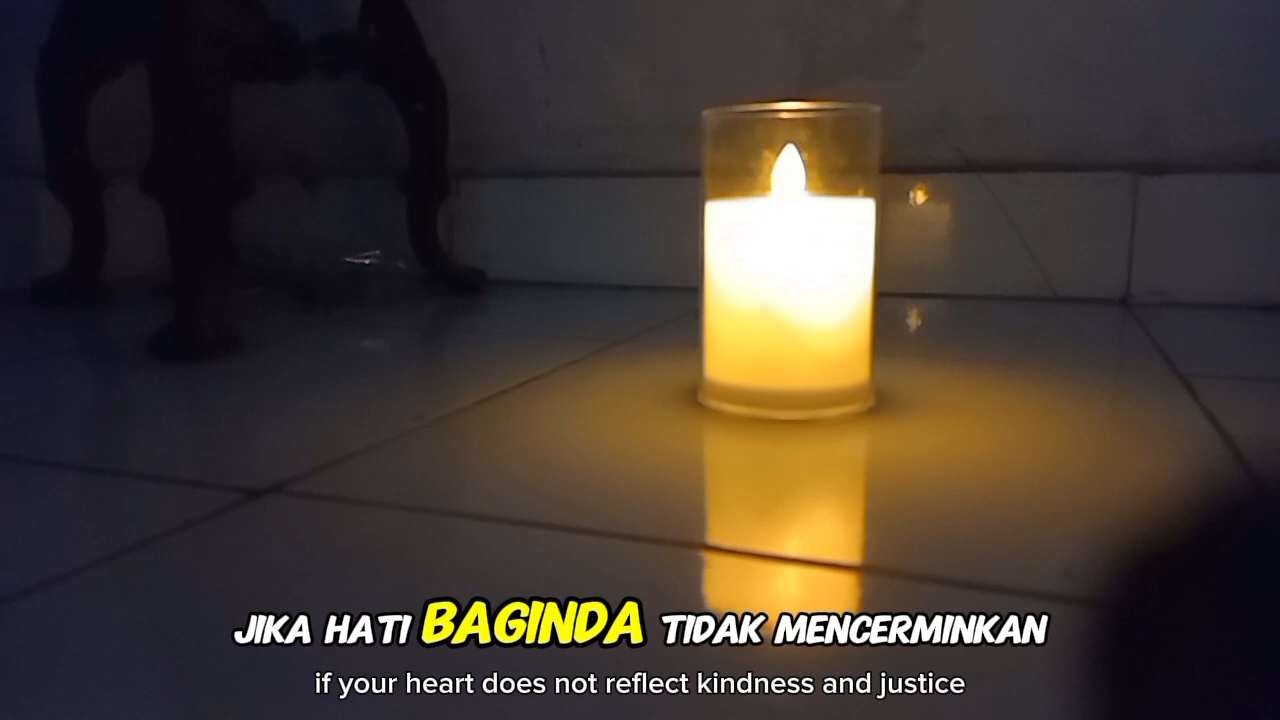 JIKA HATI BAGINDA TIDAK MENCERMINKAN
if your heart does not reflect kindness and justice